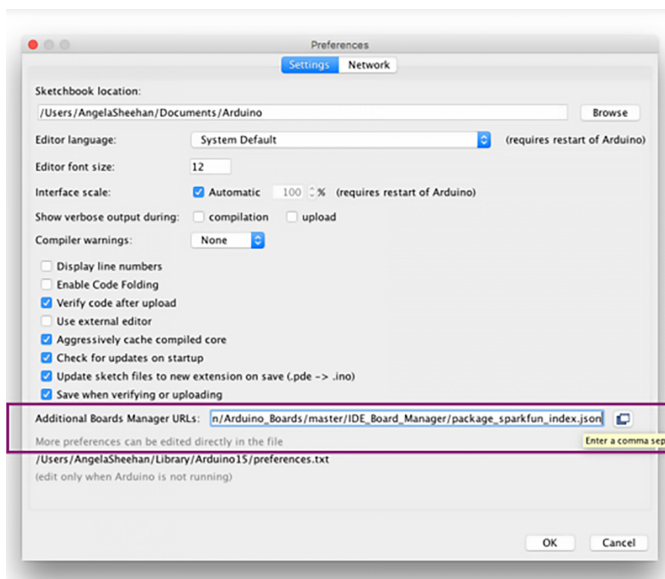 Preferences
Settings Network
Sketchbook location:
/Users/AngelaSheehan/Documents/Arduino Browse
Editor language: System Default (requires restart of Arduino)
Editor font size: 12
Interface scale: Automatic 100 % (requires restart of Arduino)
Show verbose output during: compilation upload
Compiler warnings: None
Display line numbers
Enable Code Folding
Verify code after upload
Use external editor
Aggressively cache compiled core
Check for updates on startup
Update sketch files to new extension on save (.pde -> .ino)
Save when verifying or uploading
Additional Boards Manager URLs: n/Arduino_Boards/master/IDE_Board_Manager/package_sparkfun_index.json
More preferences can be edited directly in the file Enter a comma sep
/Users/AngelaSheehan/Library/Arduino15/preferences.txt
(edit only when Arduino is not running)
OK Cancel